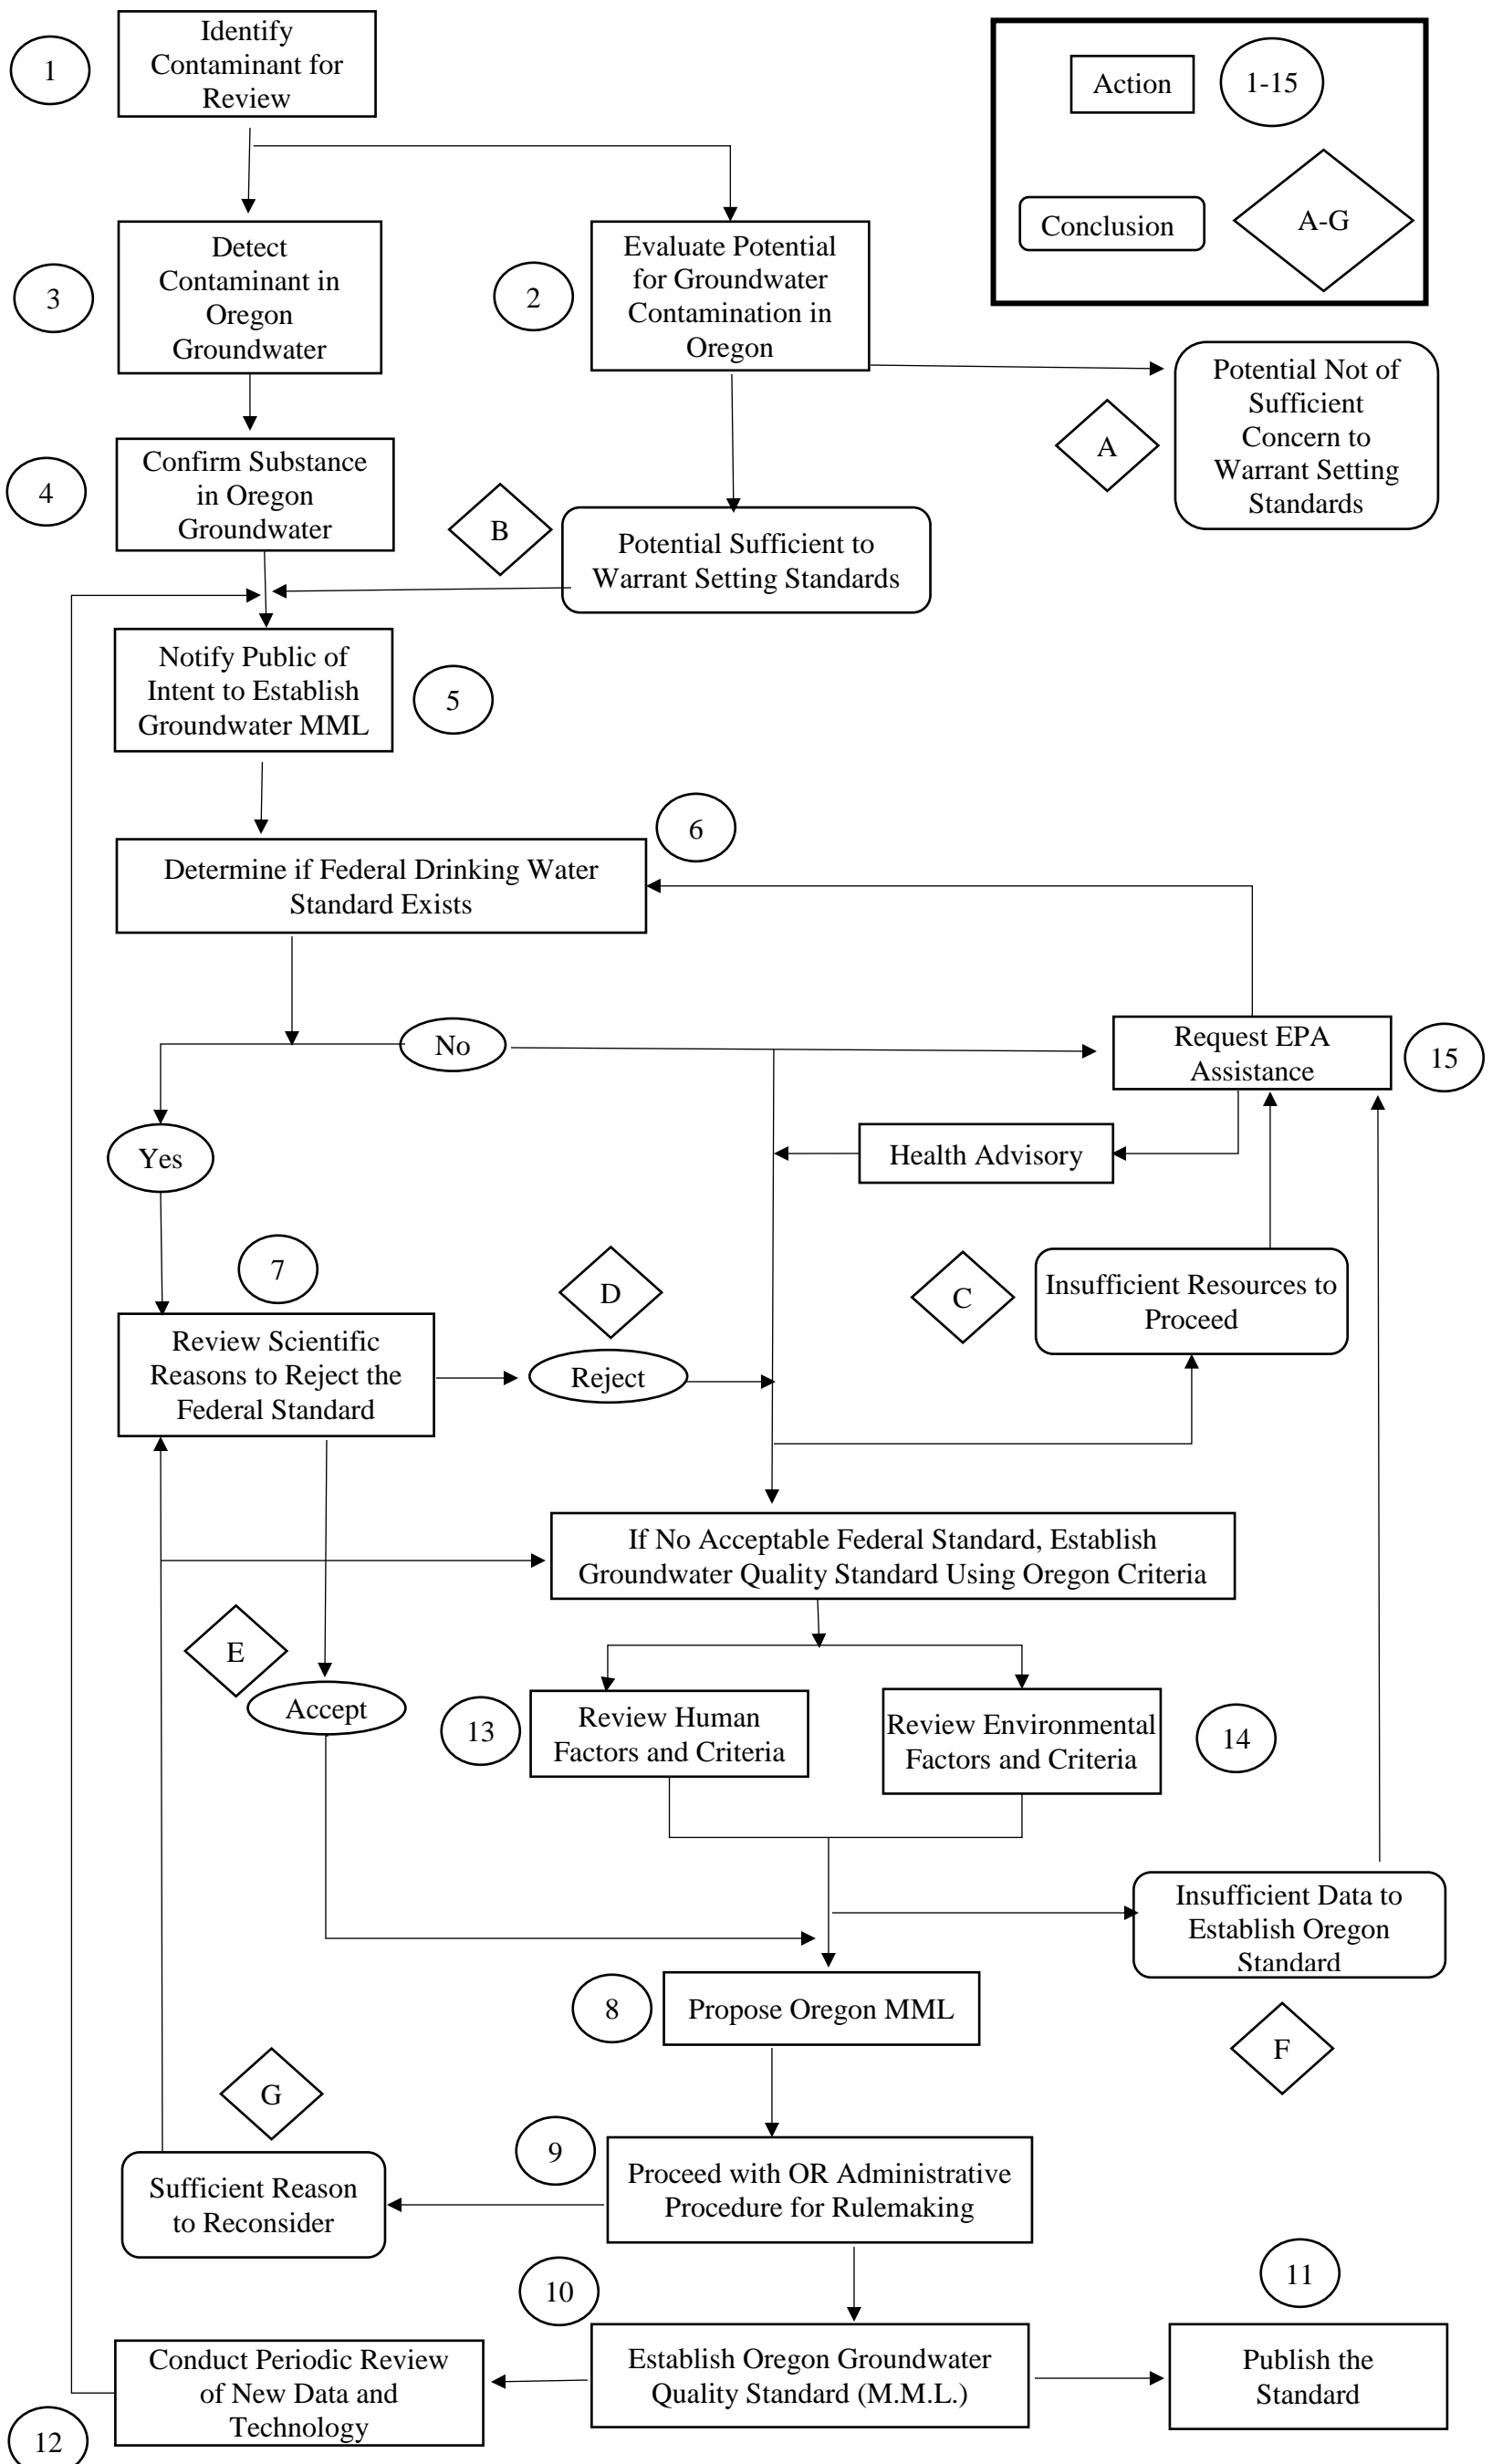 1
Identify
Contaminant for
Review
Action
1-15
Conclusion
A-G
3
Detect
Contaminant in
Oregon
Groundwater
2
Evaluate Potential
for Groundwater
Contamination in
Oregon
A
Potential Not of
Sufficient
Concern to
Warrant Setting
Standards
4
Confirm Substance
in Oregon
Groundwater
B
Potential Sufficient to
Warrant Setting Standards
Notify Public of
Intent to Establish
Groundwater MML
5
6
Determine if Federal Drinking Water
Standard Exists
No
Request EPA
Assistance
15
Yes
Health Advisory
7
D
C
Insufficient Resources to
Proceed
Review Scientific
Reasons to Reject the
Federal Standard
Reject
If No Acceptable Federal Standard, Establish
Groundwater Quality Standard Using Oregon Criteria
E
Accept
13
Review Human
Factors and Criteria
Review Environmental
Factors and Criteria
14
Insufficient Data to
Establish Oregon
Standard
8
Propose Oregon MML
F
G
9
Sufficient Reason
to Reconsider
Proceed with OR Administrative
Procedure for Rulemaking
10
11
Conduct Periodic Review
of New Data and
Technology
Establish Oregon Groundwater
Quality Standard (M.M.L.)
Publish the
Standard
12